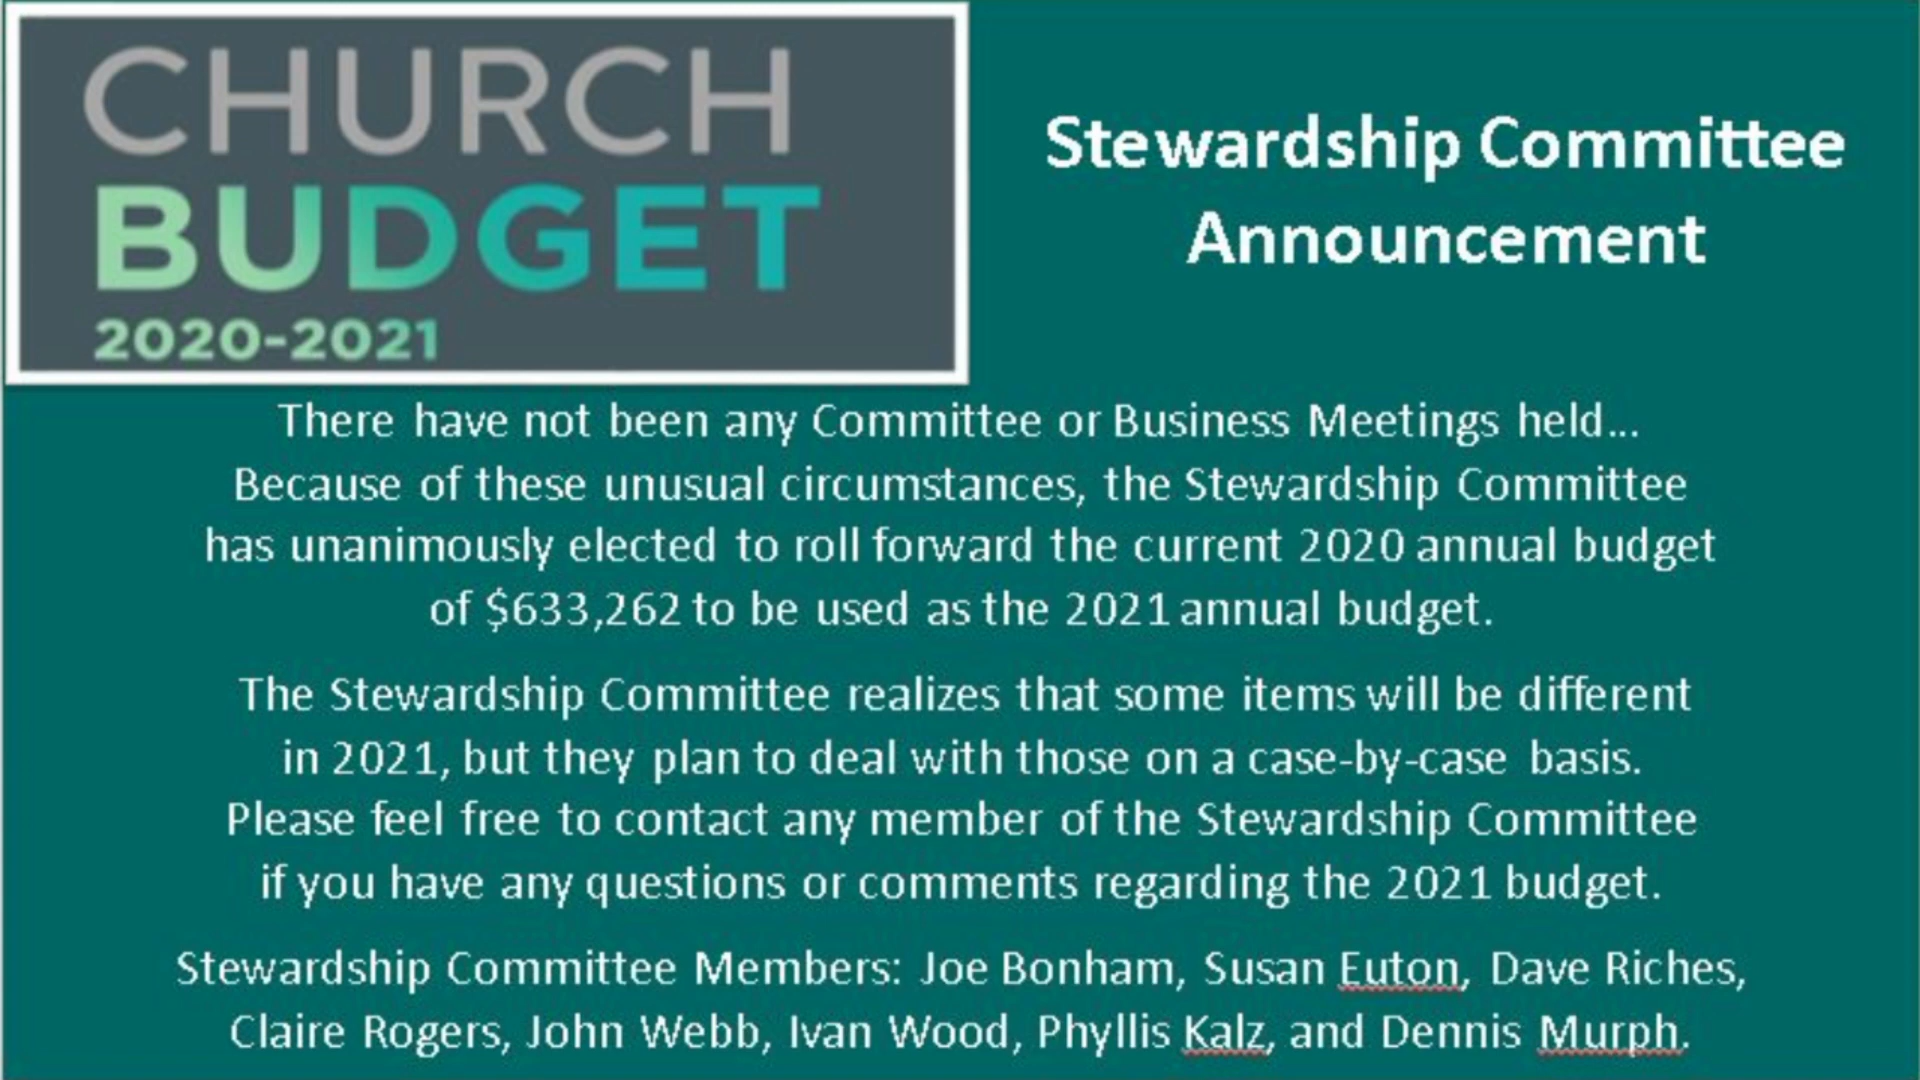 CHURCH
BUDGET
2020-2021
Stewardship Committee
Announcement
There have not been any Committee or Business Meetings held...
Because of these unusual circumstances, the Stewardship Committee
has unanimously elected to roll forward the current 2020 annual budget
of $633,262 to be used as the 2021 annual budget.
The Stewardship Committee realizes that some items will be different
in 2021, but they plan to deal with those on a case-by-case basis.
Please feel free to contact any member of the Stewardship Committee
if you have any questions or comments regarding the 2021 budget.
Stewardship Committee Members: Joe Bonham, Susan Euton, Dave Riches,
Claire Rogers, John Webb, Ivan Wood, Phyllis Kalz, and Dennis Murph.